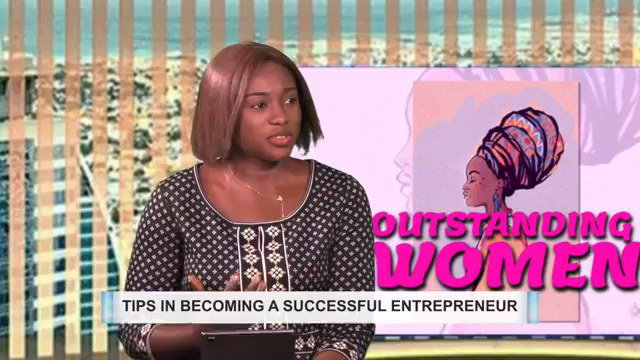 OUTSTANDING
WOMEN
TIPS IN BECOMING A SUCCESSFUL ENTREPRENEUR